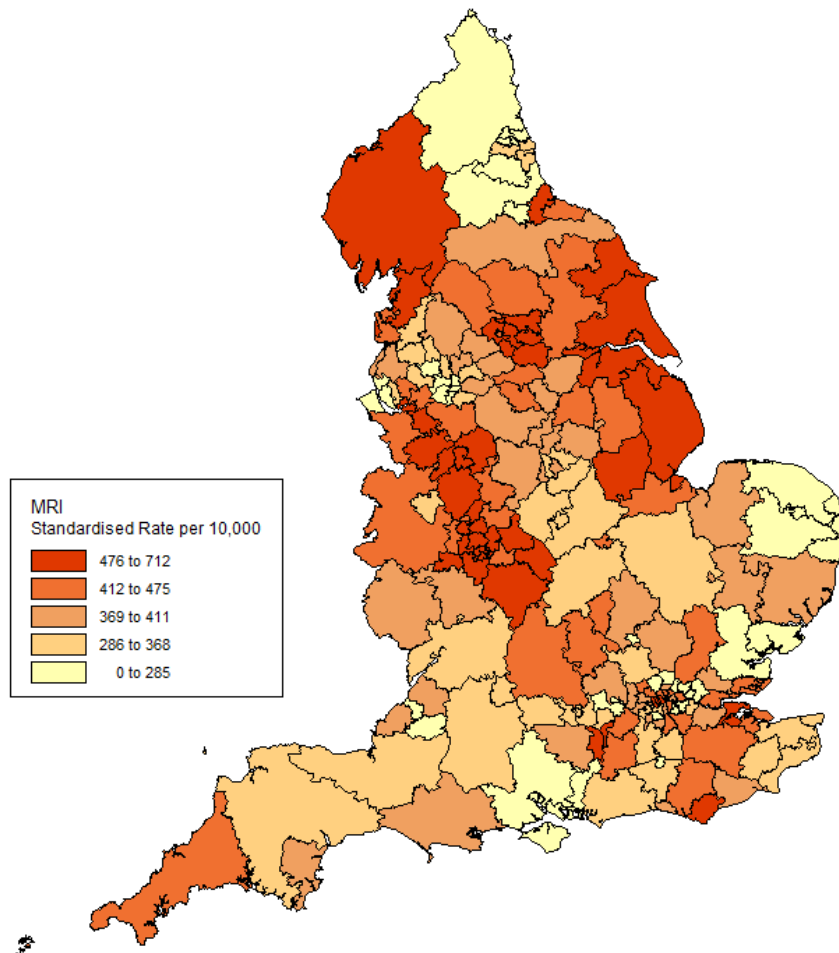 MRI
Standardised Rate per 10,000
476 to 712
412 to 475
369 to 411
286 to 368
0 to 285